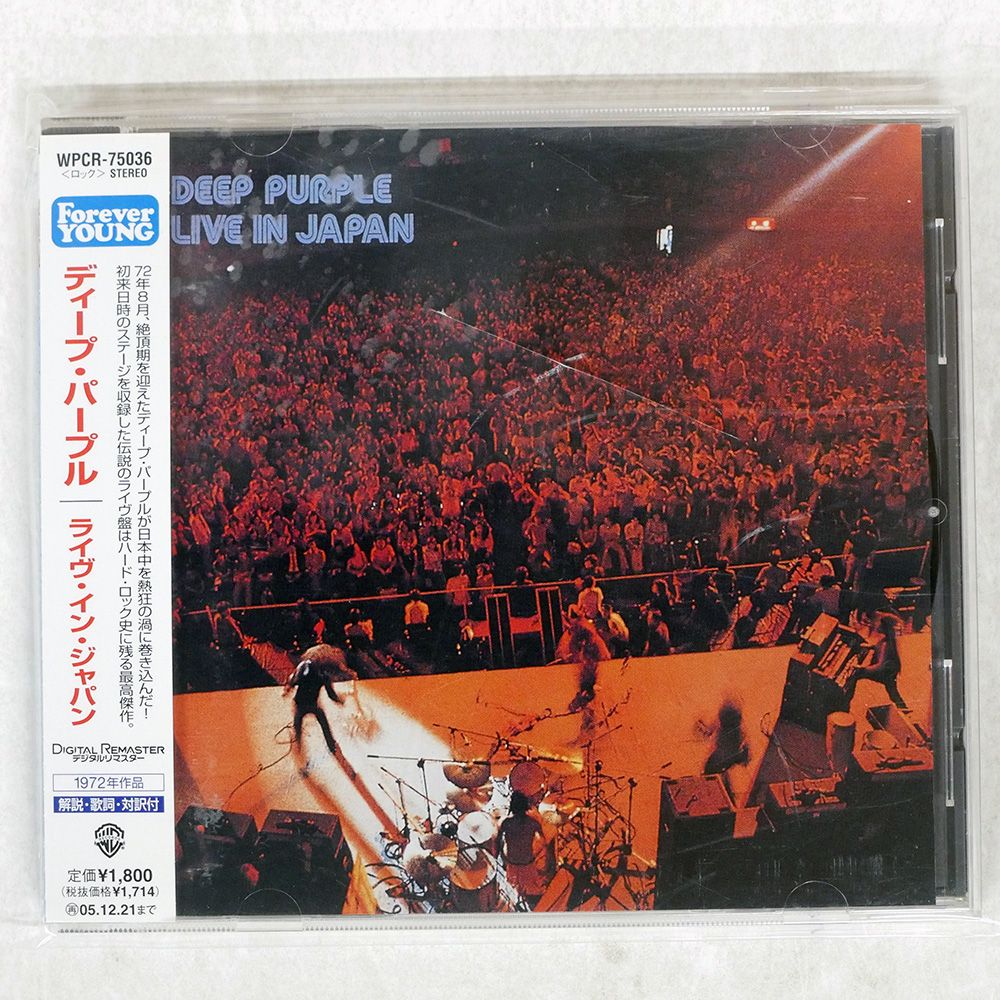 WPCR-75036
<ロック> STEREO
Forever
YOUNG
ディープ・パープル
ライヴ・イン・ジャパン
72年8月、絶頂期を迎えたディープ・パープルが日本中を熱狂の渦に巻き込んだ!
初来日時のステージを収録した伝説のライヴ盤はハード・ロック史に残る最高傑作。
DIGITAL REMASTER
デジタルリマスター
1972年作品
解説・歌詞・対訳付
定価¥1,800
(税抜価格¥1,714)
再05.12.21まで
DEEP PURPLE
LIVE IN JAPAN